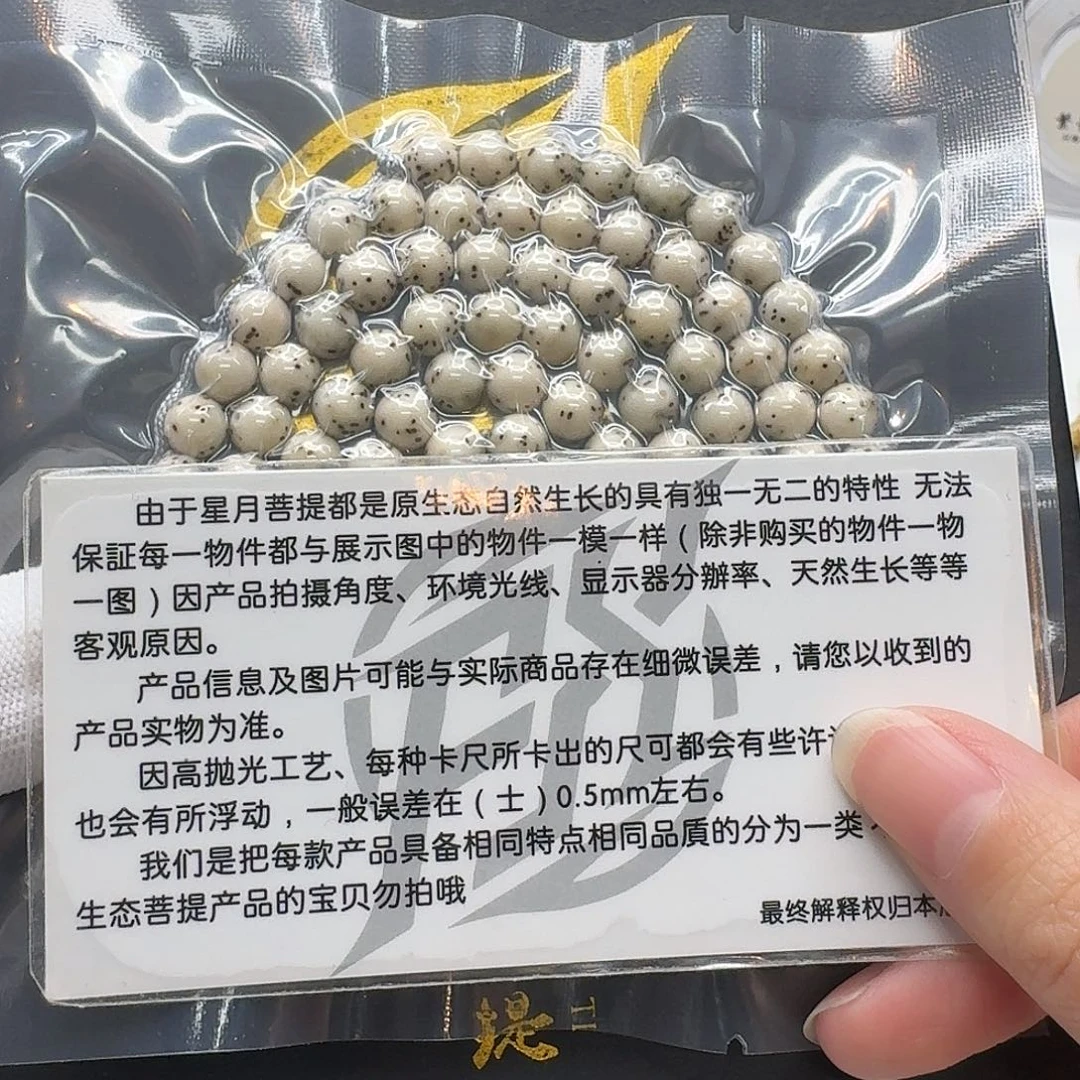 由于星月菩提都是原生态自然生长的具有独一无二的特性 无法
保証每一物件都与展示图中的物件一模一样（除非购买的物件一物
一图）因产品拍摄角度、环境光线、显示器分辦率、天然生长等等
客观原因。
产品信息及图片可能与实际商品存在细微误差，请您以收到的
产品实物为准。
因高抛光工艺、每种卡尺所卡出的尺可都会有些许
也会有所浮动，一般误差在（士）0.5mm左右。
我们是把每款产品具备相同特点相同品質的分为一类
生态菩提产品的宝贝勿拍哦
最终解释权归本